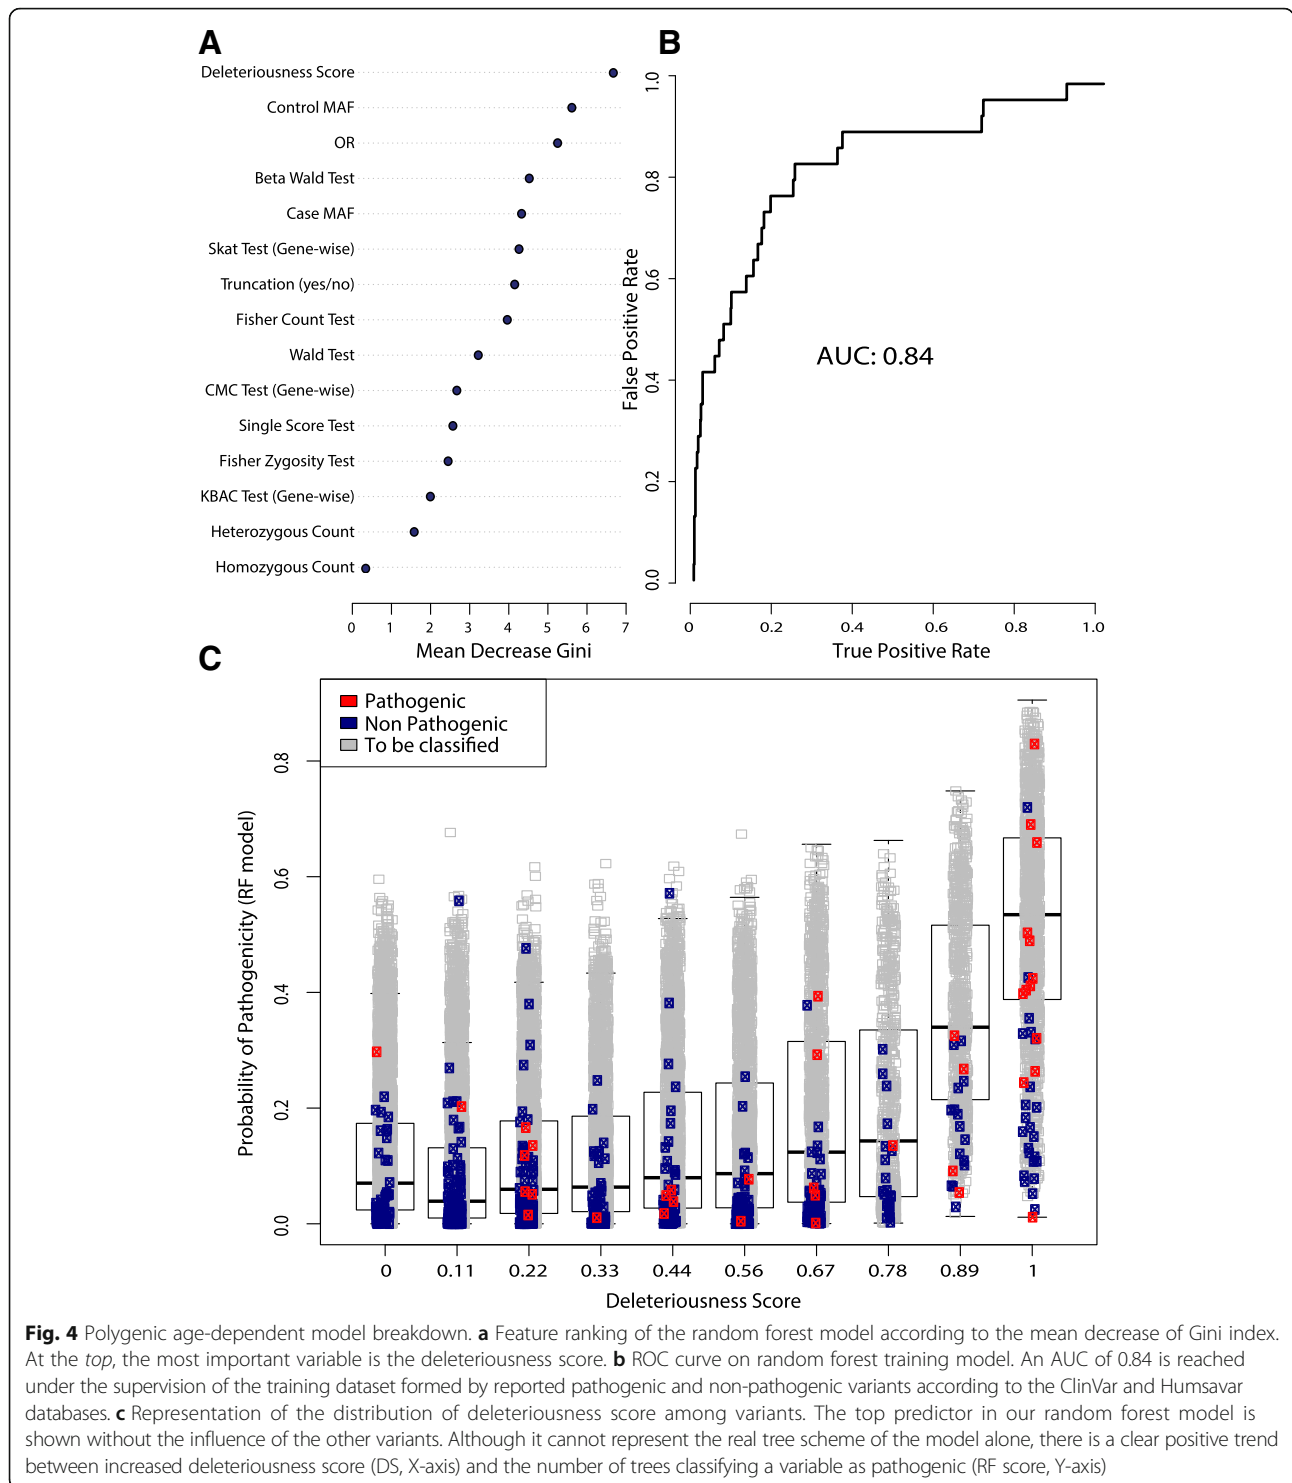 A
Deleteriousness Score
Control MAF
OR
Beta Wald Test
Case MAF
Skat Test (Gene-wise)
Truncation (yes/no)
Fisher Count Test
Wald Test
CMC Test (Gene-wise)
Single Score Test
Fisher Zygosity Test
KBAC Test (Gene-wise)
Heterozygous Count
Homozygous Count
0 1 2 3 4 5 6 7
Mean Decrease Gini
B
1.0
0.8
0.6
0.4
0.2
0.0
False Positive Rate
AUC: 0.84
0 0.2 0.4 0.6 0.8 1.0
True Positive Rate
C
Pathogenic
Non Pathogenic
To be classified
0.8
0.6
0.4
0.2
0.0
Probability of Pathogenicity (RF model)
0 0.11 0.22 0.33 0.44 0.56 0.67 0.78 0.89 1
Deleteriousness Score
Fig. 4 Polygenic age-dependent model breakdown. a Feature ranking of the random forest model according to the mean decrease of Gini index.
At the top, the most important variable is the deleteriousness score. b ROC curve on random forest training model. An AUC of 0.84 is reached
under the supervision of the training dataset formed by reported pathogenic and non-pathogenic variants according to the ClinVar and Humsavar
databases. c Representation of the distribution of deleteriousness score among variants. The top predictor in our random forest model is
shown without the influence of the other variants. Although it cannot represent the real tree scheme of the model alone, there is a clear positive trend
between increased deleteriousness score (DS, X-axis) and the number of trees classifying a variable as pathogenic (RF score, Y-axis)